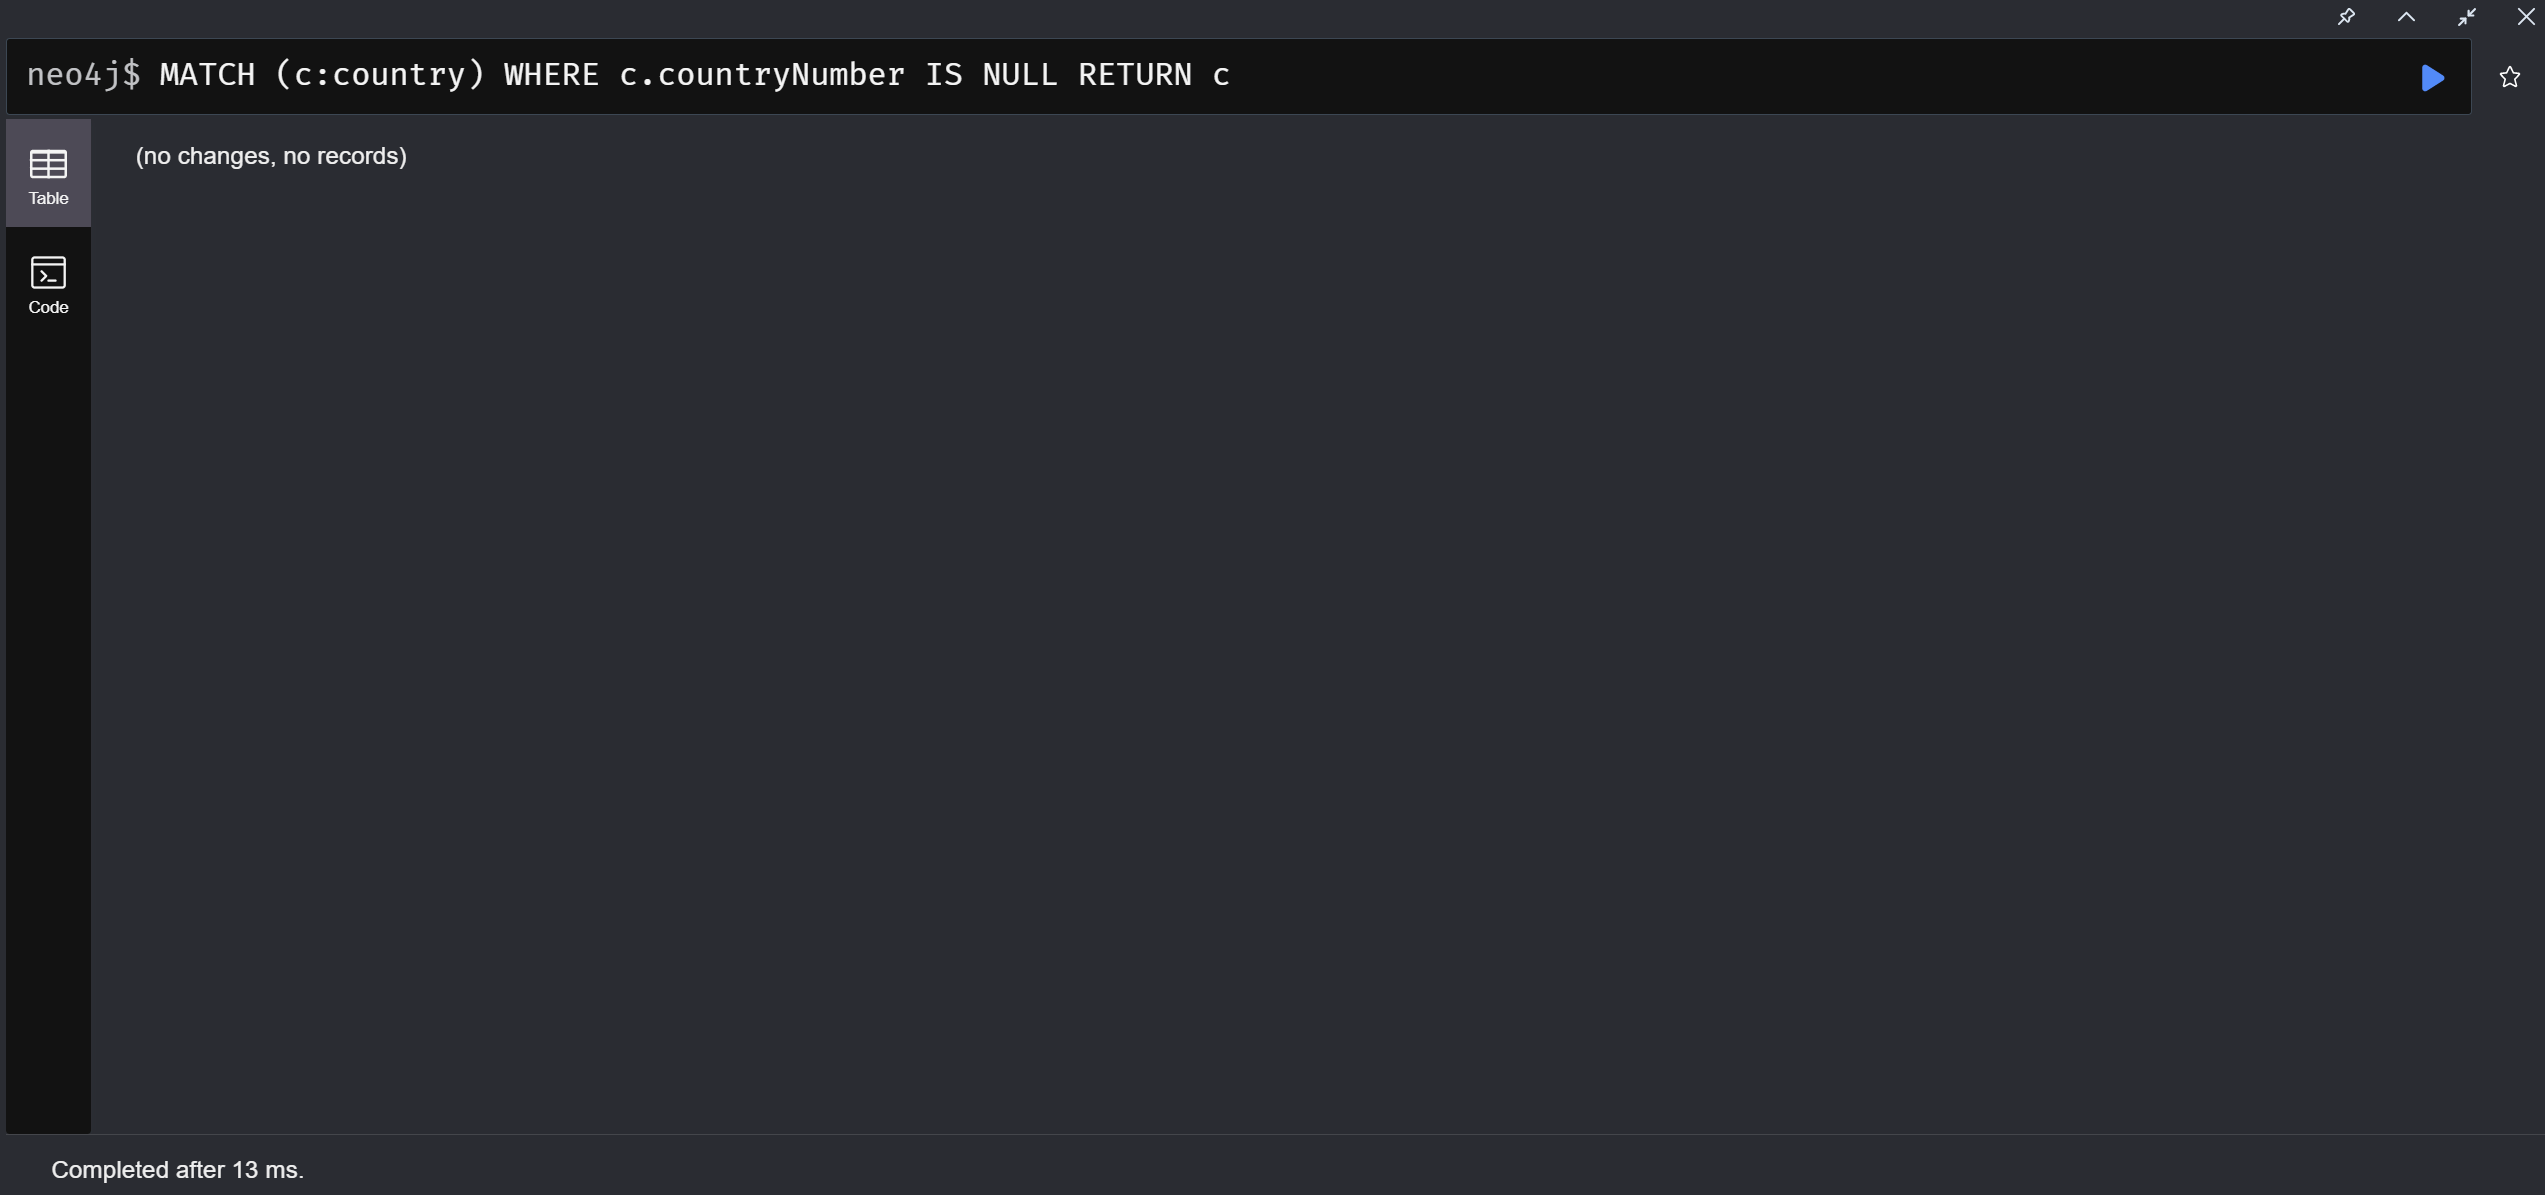 neo4j$ MATCH (c:country) WHERE c.countryNumber IS NULL RETURN c
(no changes, no records)
Table
Code
Completed after 13 ms.